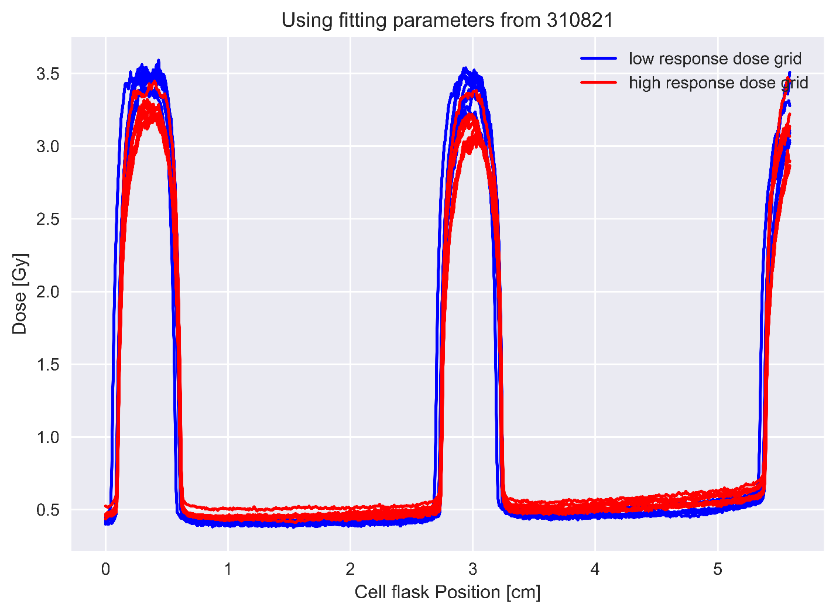 Using fitting parameters from 310821
low response dose grid
high response dose grid
3.5
3.0
2.5
2.0
1.5
1.0
0.5
Dose [Gy]
0 1 2 3 4 5
Cell flask Position [cm]